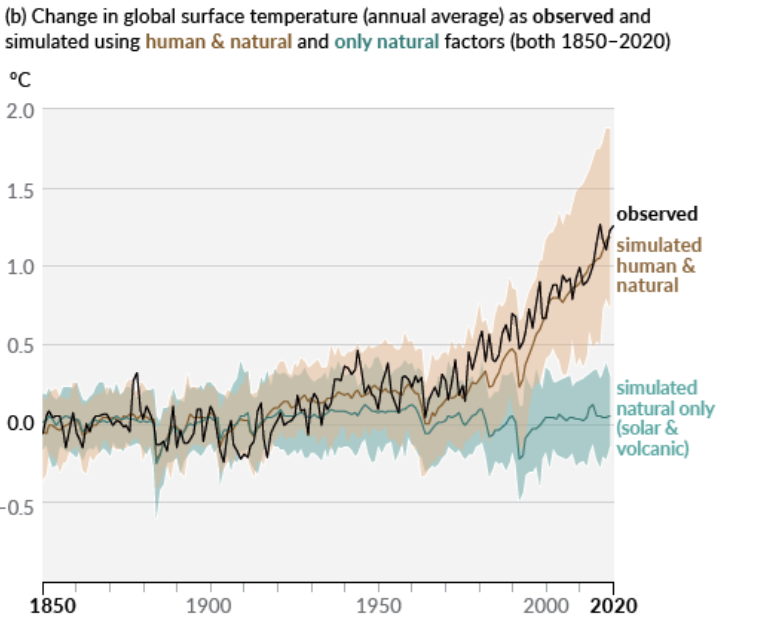 (b) Change in global surface temperature (annual average) as observed and
simulated using human & natural and only natural factors (both 1850–2020)
ºC
2.0
1.5
1.0
0.5
0.0
–0.5
observed
simulated
human &
natural
simulated
natural only
(solar &
volcanic)
1850
1900
1950
2000
2020